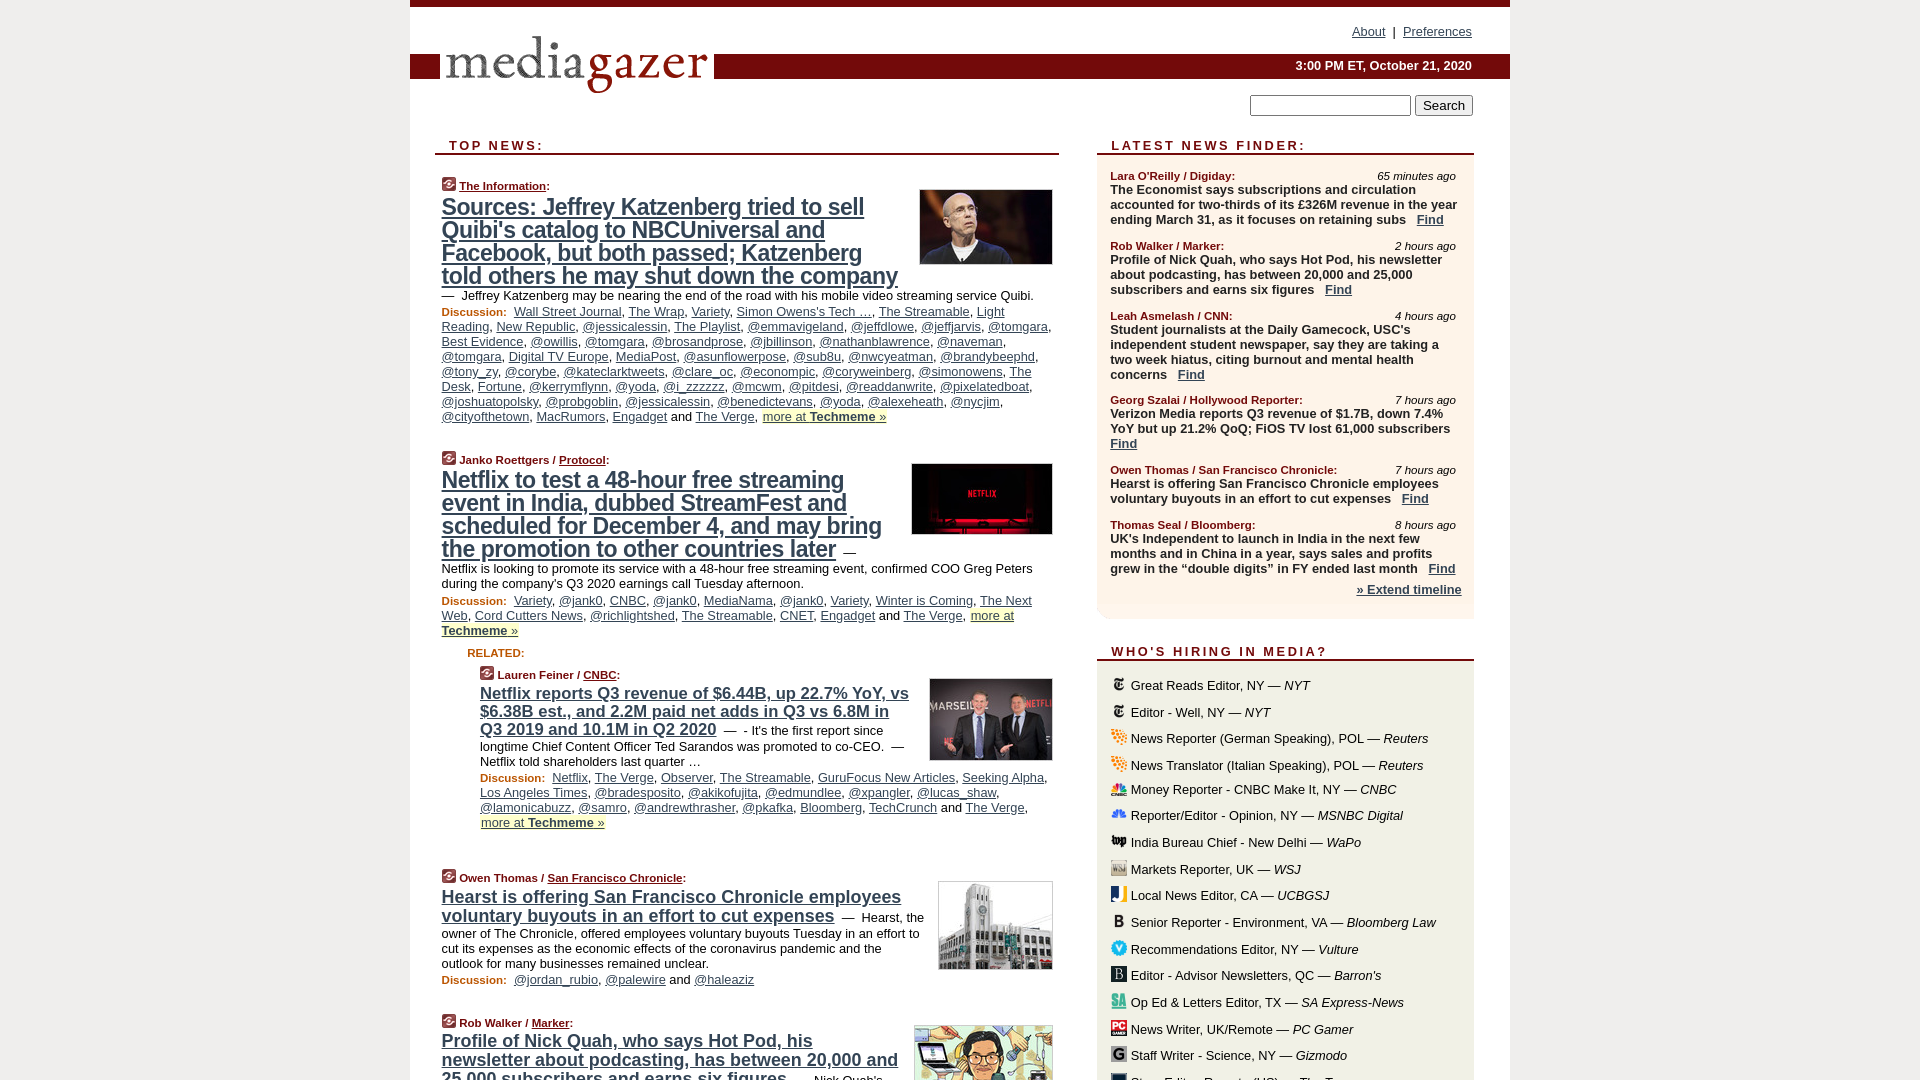 About | Preferences
mediagazer
3:00 PM ET, October 21, 2020
Search
TOP NEWS:
The Information:
Sources: Jeffrey Katzenberg tried to sell
Quibi's catalog to NBCUniversal and
Facebook, but both passed; Katzenberg
told others he may shut down the company
— Jeffrey Katzenberg may be nearing the end of the road with his mobile video streaming service Quibi.
Discussion: Wall Street Journal, The Wrap, Variety, Simon Owens's Tech …, The Streamable, Light
Reading, New Republic, @jessicalessin, The Playlist, @emmavigeland, @jeffdlowe, @jeffjarvis, @tomgara,
Best Evidence, @owillis, @tomgara, @brosandprose, @jbillinson, @nathanblawrence, @naveman,
@tomgara, Digital TV Europe, MediaPost, @asunflowerpose, @sub8u, @nwcyeatman, @brandybeephd,
@tony_zy, @corybe, @kateclarktweets, @clare_oc, @econompic, @coryweinberg, @simonowens, The
Desk, Fortune, @kerrymflynn, @yoda, @i_zzzzzz, @mcwm, @pitdesi, @readdanwrite, @pixelatedboat,
@joshuatopolsky, @probgoblin, @jessicalessin, @benedictevans, @yoda, @alexeheath, @nycjim,
@cityofthetown, MacRumors, Engadget and The Verge, more at Techmeme »
Janko Roettgers / Protocol:
Netflix to test a 48-hour free streaming
event in India, dubbed StreamFest and
scheduled for December 4, and may bring
the promotion to other countries later —
Netflix is looking to promote its service with a 48-hour free streaming event, confirmed COO Greg Peters
during the company's Q3 2020 earnings call Tuesday afternoon.
Discussion: Variety, @jank0, CNBC, @jank0, MediaNama, @jank0, Variety, Winter is Coming, The Next
Web, Cord Cutters News, @richlightshed, The Streamable, CNET, Engadget and The Verge, more at
Techmeme »
NETFLIX
RELATED:
Lauren Feiner / CNBC:
Netflix reports Q3 revenue of $6.44B, up 22.7% YoY, vs
$6.38B est., and 2.2M paid net adds in Q3 vs 6.8M in
Q3 2019 and 10.1M in Q2 2020 — - It's the first report since
longtime Chief Content Officer Ted Sarandos was promoted to co-CEO. —
Netflix told shareholders last quarter …
Discussion: Netflix, The Verge, Observer, The Streamable, GuruFocus New Articles, Seeking Alpha,
Los Angeles Times, @bradesposito, @akikofujita, @edmundlee, @xpangler, @lucas_shaw,
@lamonicabuzz, @samro, @andrewthrasher, @pkafka, Bloomberg, TechCrunch and The Verge,
more at Techmeme »
MARSEILLE
Owen Thomas / San Francisco Chronicle:
Hearst is offering San Francisco Chronicle employees
voluntary buyouts in an effort to cut expenses — Hearst, the
owner of The Chronicle, offered employees voluntary buyouts Tuesday in an effort to
cut its expenses as the economic effects of the coronavirus pandemic and the
outlook for many businesses remained unclear.
Discussion: @jordan_rubio, @palewire and @haleaziz
Rob Walker / Marker:
Profile of Nick Quah, who says Hot Pod, his
newsletter about podcasting, has between 20,000 and
25,000 subscribers and earns six figures — Nick Quah's
LATEST NEWS FINDER:
Lara O'Reilly / Digiday: 65 minutes ago
The Economist says subscriptions and circulation
accounted for two-thirds of its £326M revenue in the year
ending March 31, as it focuses on retaining subs Find
Rob Walker / Marker: 2 hours ago
Profile of Nick Quah, who says Hot Pod, his newsletter
about podcasting, has between 20,000 and 25,000
subscribers and earns six figures Find
Leah Asmelash / CNN: 4 hours ago
Student journalists at the Daily Gamecock, USC's
independent student newspaper, say they are taking a
two week hiatus, citing burnout and mental health
concerns Find
Georg Szalai / Hollywood Reporter: 7 hours ago
Verizon Media reports Q3 revenue of $1.7B, down 7.4%
YoY but up 21.2% QoQ; FiOS TV lost 61,000 subscribers
Find
Owen Thomas / San Francisco Chronicle: 7 hours ago
Hearst is offering San Francisco Chronicle employees
voluntary buyouts in an effort to cut expenses Find
Thomas Seal / Bloomberg: 8 hours ago
UK's Independent to launch in India in the next few
months and in China in a year, says sales and profits
grew in the “double digits” in FY ended last month Find
» Extend timeline
WHO'S HIRING IN MEDIA?
Great Reads Editor, NY — NYT
Editor - Well, NY — NYT
News Reporter (German Speaking), POL — Reuters
News Translator (Italian Speaking), POL — Reuters
Money Reporter - CNBC Make It, NY — CNBC
Reporter/Editor - Opinion, NY — MSNBC Digital
India Bureau Chief - New Delhi — WaPo
Markets Reporter, UK — WSJ
Local News Editor, CA — UCBGSJ
Senior Reporter - Environment, VA — Bloomberg Law
Recommendations Editor, NY — Vulture
Editor - Advisor Newsletters, QC — Barron's
Op Ed & Letters Editor, TX — SA Express-News
News Writer, UK/Remote — PC Gamer
Staff Writer - Science, NY — Gizmodo